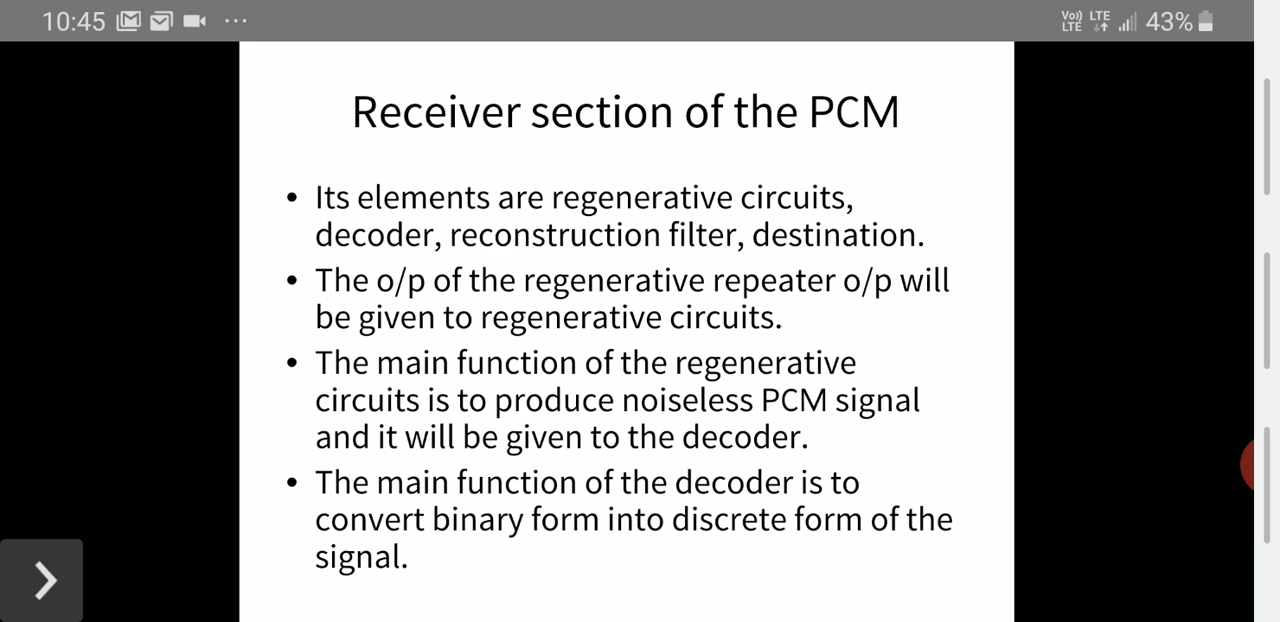 10:45 ... Vo)) LTE LTE 43%
Receiver section of the PCM
• Its elements are regenerative circuits,
decoder, reconstruction filter, destination.
• The o/p of the regenerative repeater o/p will
be given to regenerative circuits.
• The main function of the regenerative
circuits is to produce noiseless PCM signal
and it will be given to the decoder.
• The main function of the decoder is to
convert binary form into discrete form of the
signal.